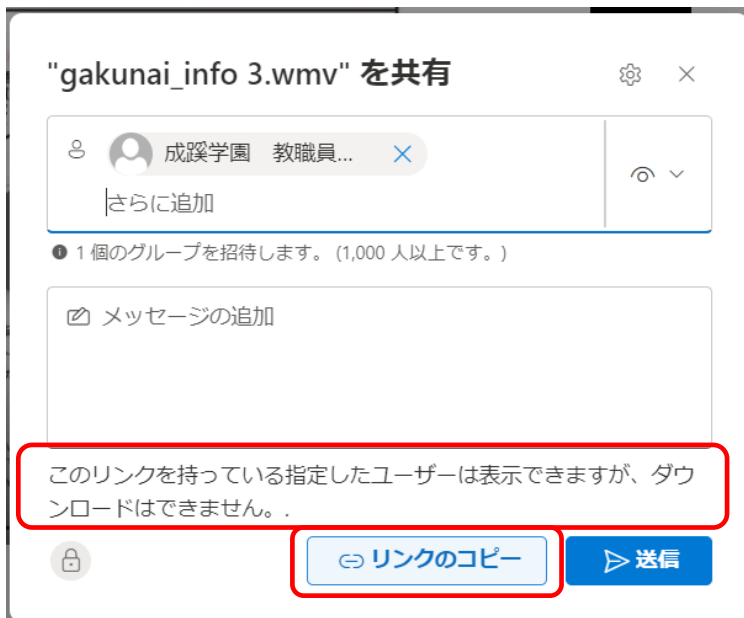 "gakunai_info 3.wmv" を共有
成蹊学園　教職員...
さらに追加
1 個のグループを招待します。 (1,000 人以上です。)
メッセージの追加
このリンクを持っている指定したユーザーは表示できますが、ダウ
ンロードはできません。.
リンクのコピー
送信